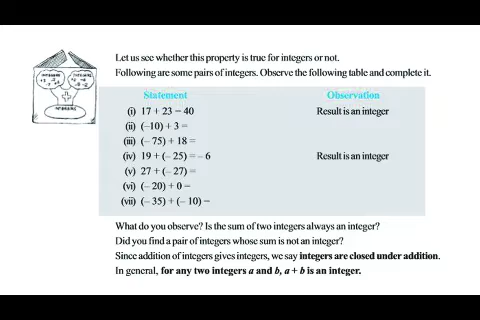 Let us see whether this property is true for integers or not.
Following are some pairs of integers. Observe the following table and complete it.
Statement Observation
(i) 17 + 23 = 40 Result is an integer
(ii) (–10) + 3 =
(iii) (– 75) + 18 =
(iv) 19 + (– 25) = – 6 Result is an integer
(v) 27 + (– 27) =
(vi) (– 20) + 0 =
(vii) (– 35) + (– 10) =
What do you observe? Is the sum of two integers always an integer?
Did you find a pair of integers whose sum is not an integer?
Since addition of integers gives integers, we say integers are closed under addition.
In general, for any two integers a and b, a + b is an integer.